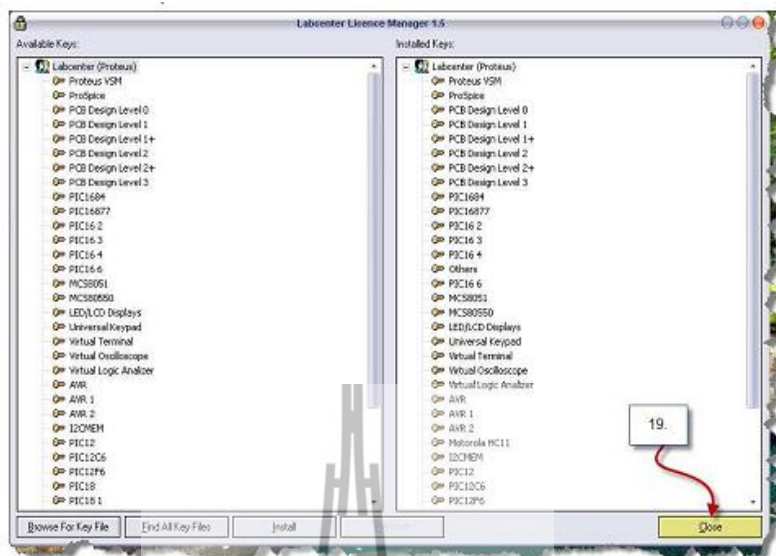 Labcenter Licence Manager 1.5
Available Keys:
Labcenter (Proteus)
Proteus VSM
ProSpice
PCB Design Level 0
PCB Design Level 1
PCB Design Level 1+
PCB Design Level 2
PCB Design Level 2+
PCB Design Level 3
PIC1684
PIC16877
PIC16 2
PIC16 3
PIC16 4
PIC16 6
MCS8051
MCS80550
LED/LCD Displays
Universal Keypad
Virtual Terminal
Virtual Oscilloscope
Virtual Logic Analizer
AVR
AVR 1
AVR 2
I2CMEM
PIC12
PIC12C6
PIC12F6
PIC18
PIC18 1
Installed Keys:
Labcenter (Proteus)
Proteus VSM
ProSpice
PCB Design Level 0
PCB Design Level 1
PCB Design Level 1+
PCB Design Level 2
PCB Design Level 2+
PCB Design Level 3
PIC1684
PIC16877
PIC16 2
PIC16 3
PIC16 4
Others
PIC16 6
MCS8051
MCS80550
LED/LCD Displays
Universal Keypad
Virtual Terminal
Virtual Oscilloscope
Virtual Logic Analizer
AVR
AVR 1
AVR 2
Motorola HC11
I2CMEM
PIC12
PIC12C6
PIC12F6
19.
Browse For Key File
Find All Key Files
Install
Close